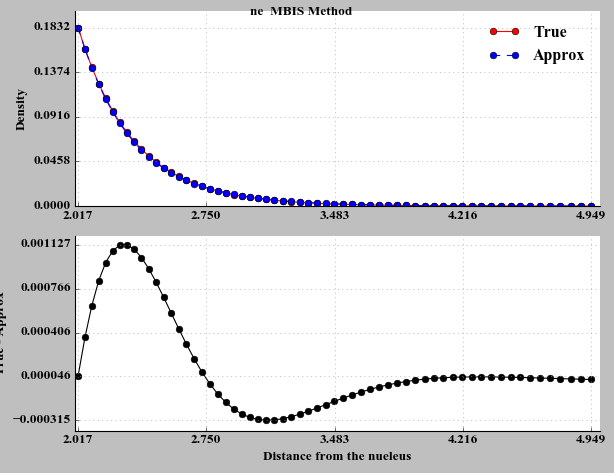 ne MBIS Method
0.1832
0.1374
0.0916
0.0458
0.0000
Density
True
Approx
2.017 2.750 3.483 4.216 4.949
0.001127
0.000766
0.000406
0.000046
−0.000315
True - Approx
2.017 2.750 3.483 4.216 4.949
Distance from the nueleus